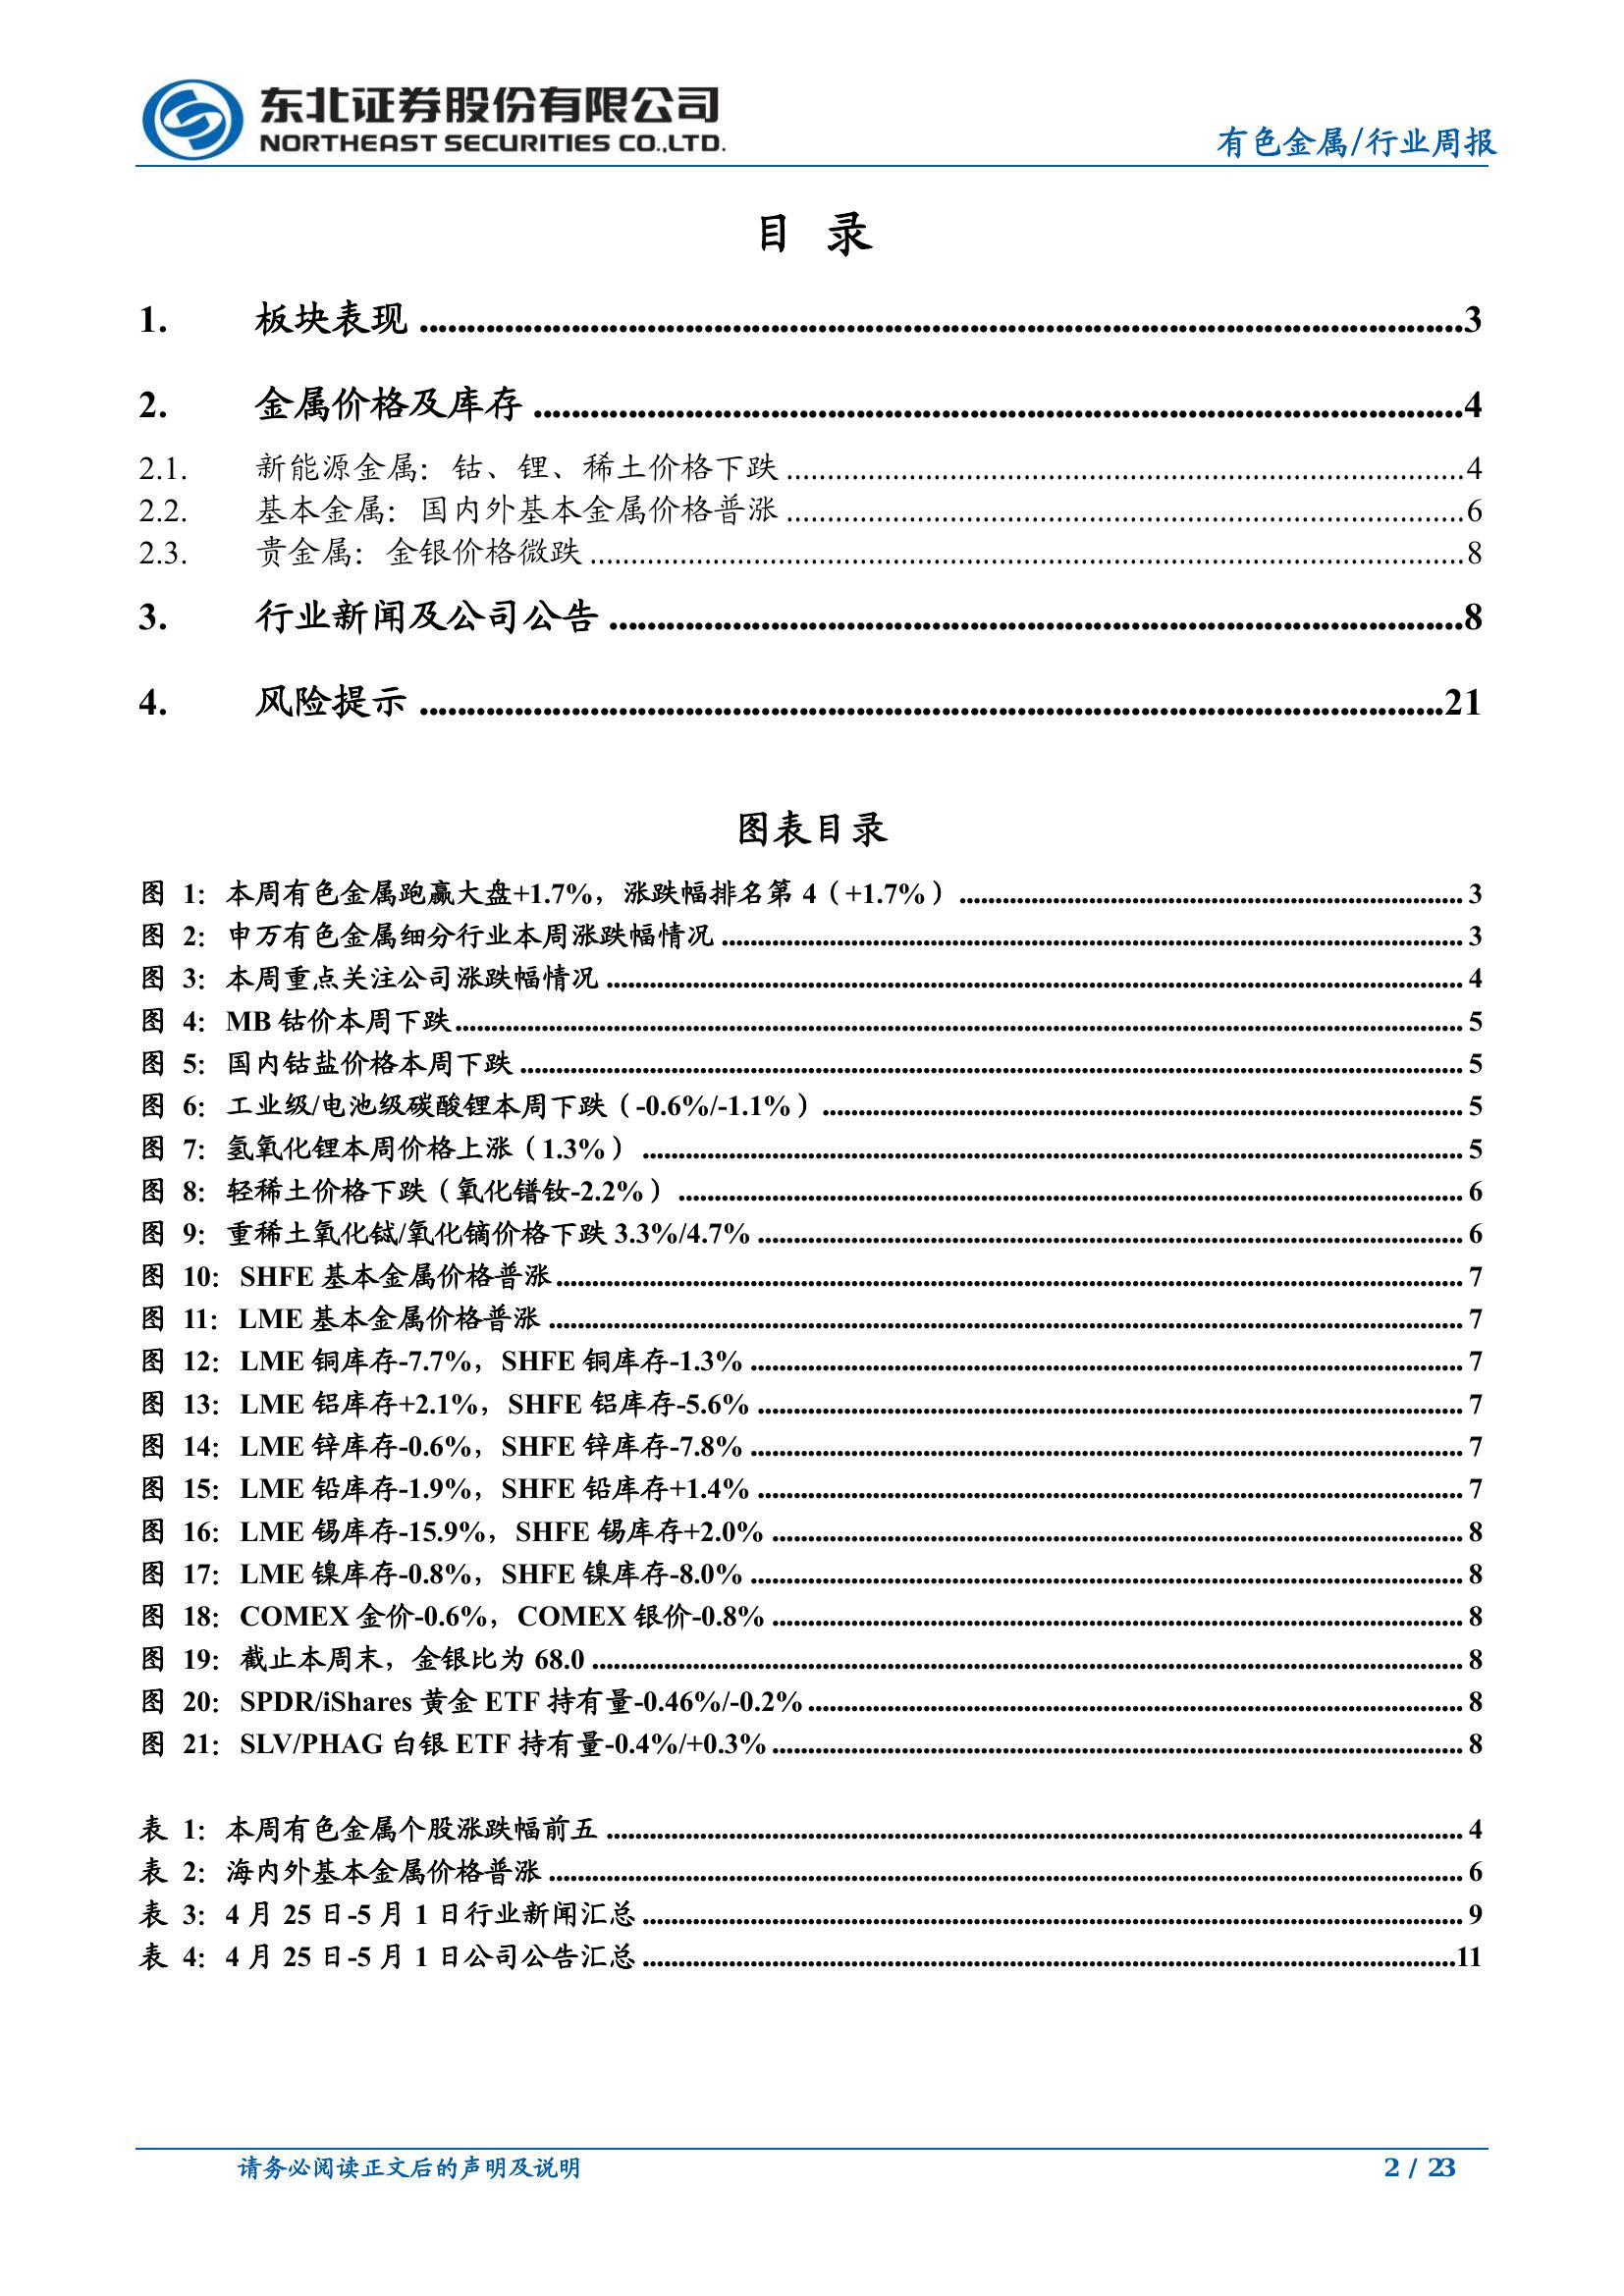 东北证券股份有限公司
NORTHEAST SECURITIES CO.,LTD.
有色金属/行业周报
目 录
1. 板块表现 ........ 3
2. 金属价格及库存 ........ 4
2.1. 新能源金属：钴、锂、稀土价格下跌 ........ 4
2.2. 基本金属：国内外基本金属价格普涨 ........ 6
2.3. 贵金属：金银价格微跌 ........ 8
3. 行业新闻及公司公告 ........ 8
4. 风险提示 ........ 21
图表目录
图 1：本周有色金属跑赢大盘+1.7%，涨跌幅排名第 4（+1.7%） ........ 3
图 2：申万有色金属细分行业本周涨跌幅情况 ........ 3
图 3：本周重点关注公司涨跌幅情况 ........ 4
图 4：MB 钴价本周下跌 ........ 5
图 5：国内钴盐价格本周下跌 ........ 5
图 6：工业级/电池级碳酸锂本周下跌（-0.6%/-1.1%） ........ 5
图 7：氢氧化锂本周价格上涨（1.3%） ........ 5
图 8：轻稀土价格下跌（氧化镨钕-2.2%） ........ 6
图 9：重稀土氧化铽/氧化镝价格下跌 3.3%/4.7% ........ 6
图 10：SHFE 基本金属价格普涨 ........ 7
图 11：LME 基本金属价格普涨 ........ 7
图 12：LME 铜库存-7.7%，SHFE 铜库存-1.3% ........ 7
图 13：LME 铝库存+2.1%，SHFE 铝库存-5.6% ........ 7
图 14：LME 锌库存-0.6%，SHFE 锌库存-7.8% ........ 7
图 15：LME 铅库存-1.9%，SHFE 铅库存+1.4% ........ 7
图 16：LME 锡库存-15.9%，SHFE 锡库存+2.0% ........ 8
图 17：LME 镍库存-0.8%，SHFE 镍库存-8.0% ........ 8
图 18：COMEX 金价-0.6%，COMEX 银价-0.8% ........ 8
图 19：截止本周末，金银比为 68.0 ........ 8
图 20：SPDR/iShares 黄金 ETF 持有量-0.46%/-0.2% ........ 8
图 21：SLV/PHAG 白银 ETF 持有量-0.4%/+0.3% ........ 8
表 1：本周有色金属个股涨跌幅前五 ........ 4
表 2：海内外基本金属价格普涨 ........ 6
表 3：4 月 25 日-5 月 1 日行业新闻汇总 ........ 9
表 4：4 月 25 日-5 月 1 日公司公告汇总 ........ 11
请务必阅读正文后的声明及说明
2 / 23